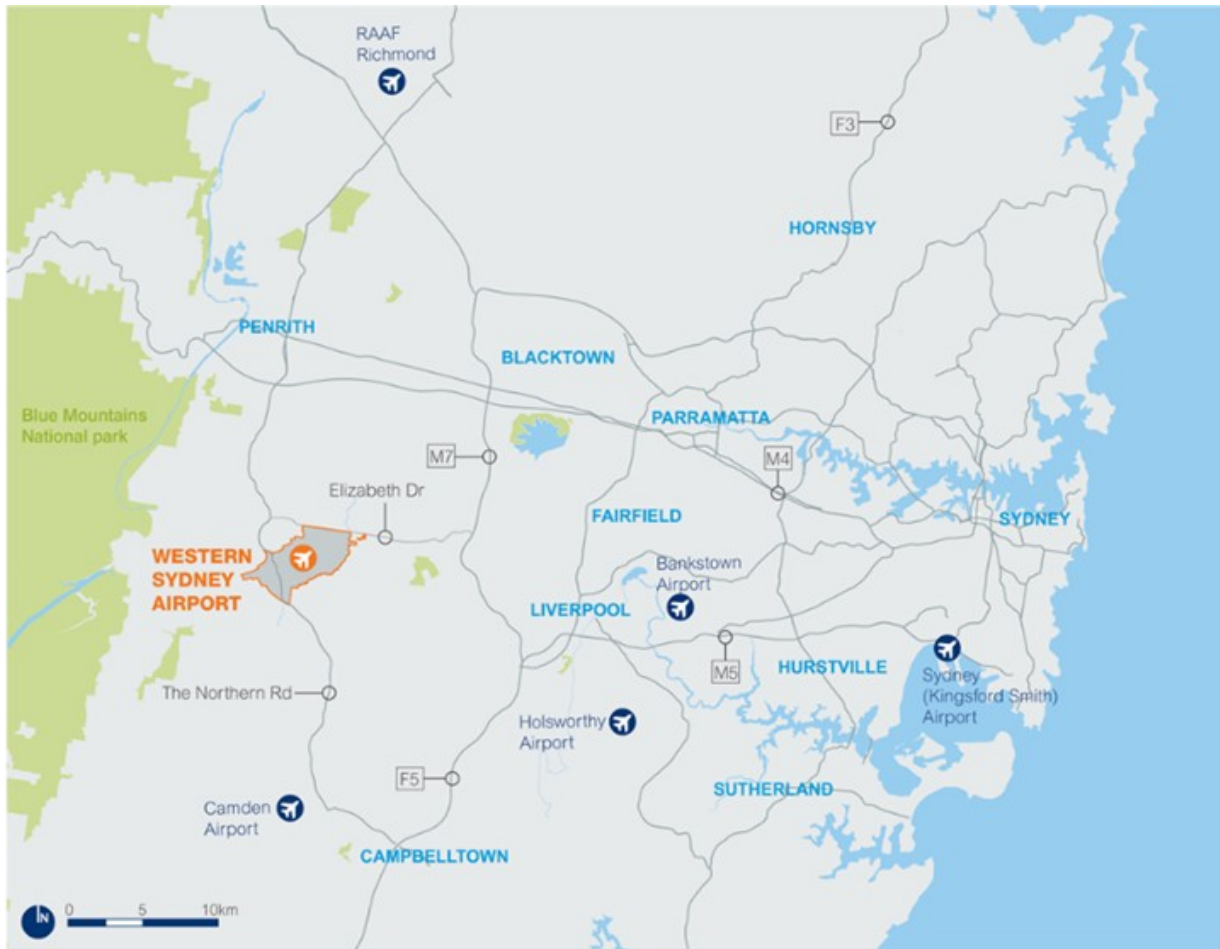 RAAF
Richmond
F3
HORNSBY
PENRITH
BLACKTOWN
Blue Mountains
National park
PARRAMATTA
M7
M4
Elizabeth Dr
FAIRFIELD
SYDNEY
WESTERN
SYDNEY
AIRPORT
Bankstown
Airport
LIVERPOOL
M5
HURSTVILLE
Sydney
(Kingsford Smith)
Airport
The Northern Rd
Holsworthy
Airport
F5
SUTHERLAND
Camden
Airport
CAMPBELLTOWN
N
0 5 10km